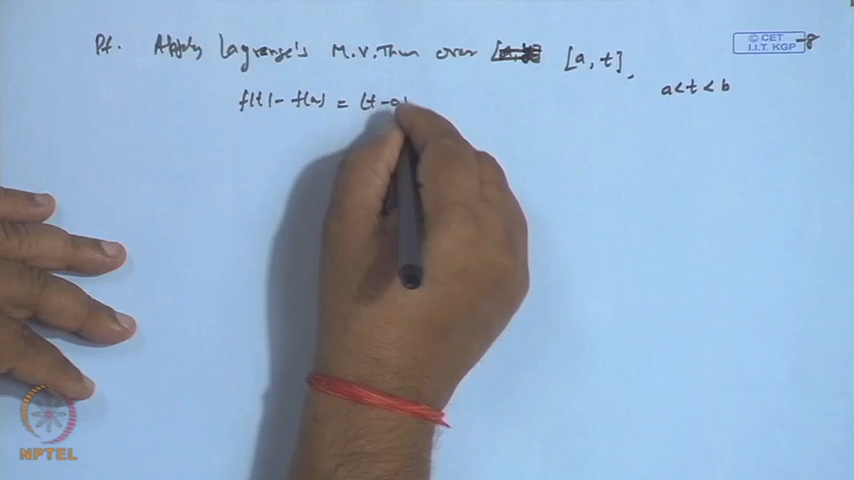 Pf. Apply Lagrange's M.V. Thm over [a, t],
a < t < b
f(t) - f(a) = (t - a)
© CET
I.I.T. KGP
NPTEL